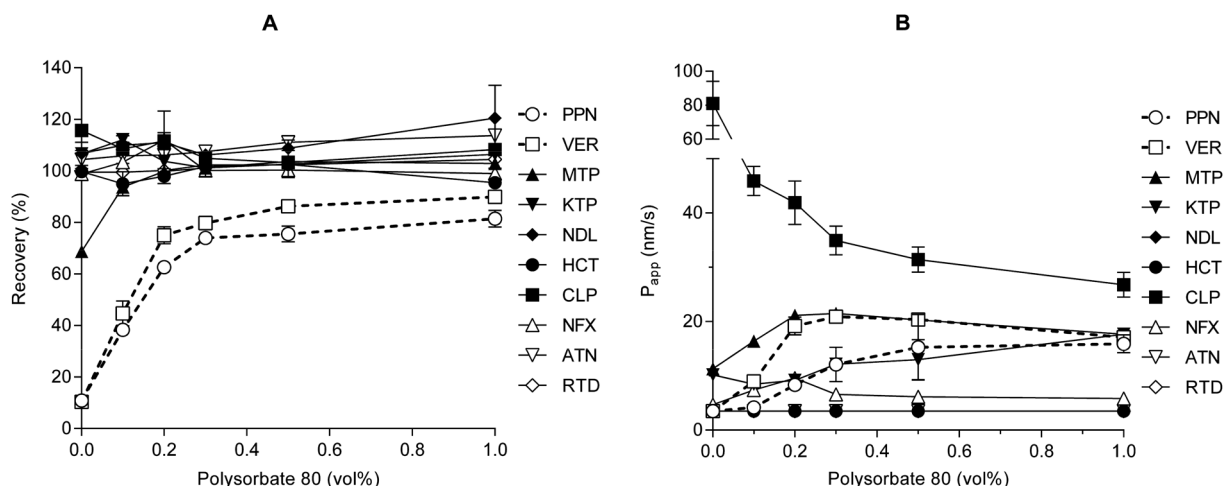 A
140
120
100
80
60
40
20
0
Recovery (%)
0.0 0.2 0.4 0.6 0.8 1.0
Polysorbate 80 (vol%)
PPN
VER
MTP
KTP
NDL
HCT
CLP
NFX
ATN
RTD
B
100
80
60
40
20
0
Papp (nm/s)
0.0 0.2 0.4 0.6 0.8 1.0
Polysorbate 80 (vol%)
PPN
VER
MTP
KTP
NDL
HCT
CLP
NFX
ATN
RTD